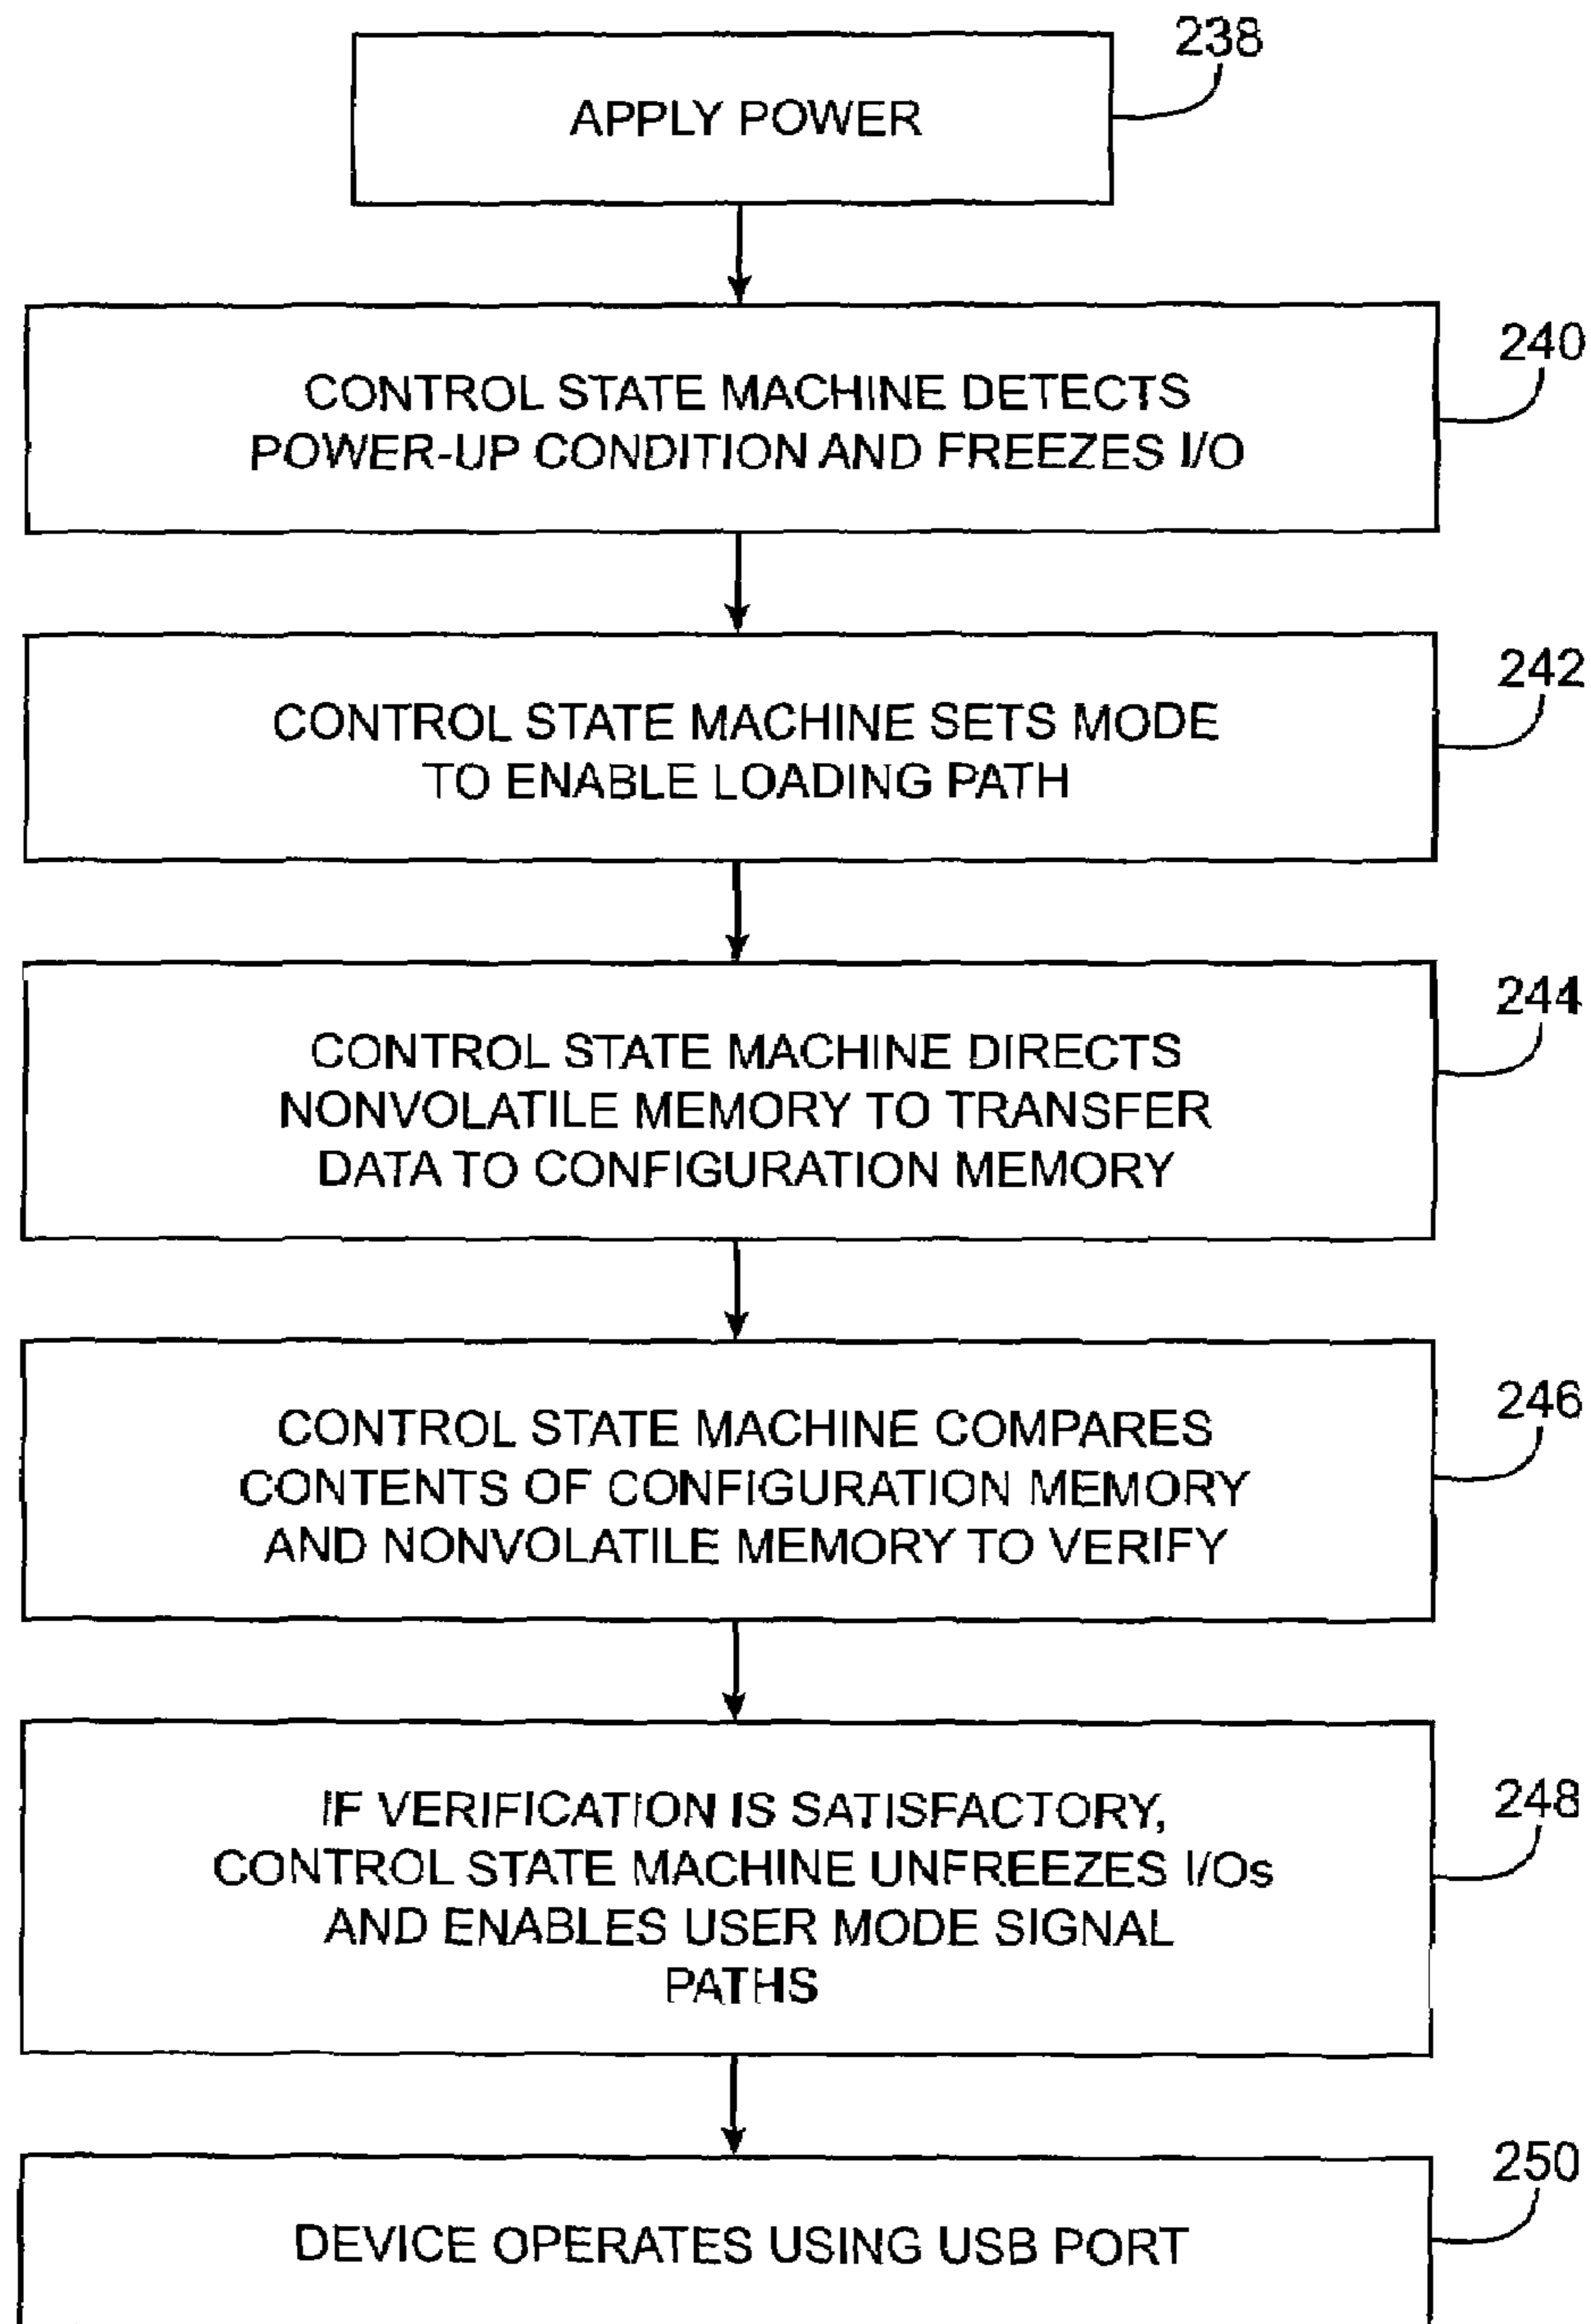 238
APPLY POWER
240
CONTROL STATE MACHINE DETECTS
POWER-UP CONDITION AND FREEZES I/O
242
CONTROL STATE MACHINE SETS MODE
TO ENABLE LOADING PATH
244
CONTROL STATE MACHINE DIRECTS
NONVOLATILE MEMORY TO TRANSFER
DATA TO CONFIGURATION MEMORY
246
CONTROL STATE MACHINE COMPARES
CONTENTS OF CONFIGURATION MEMORY
AND NONVOLATILE MEMORY TO VERIFY
248
IF VERIFICATION IS SATISFACTORY,
CONTROL STATE MACHINE UNFREEZES I/Os
AND ENABLES USER MODE SIGNAL
PATHS
250
DEVICE OPERATES USING USB PORT